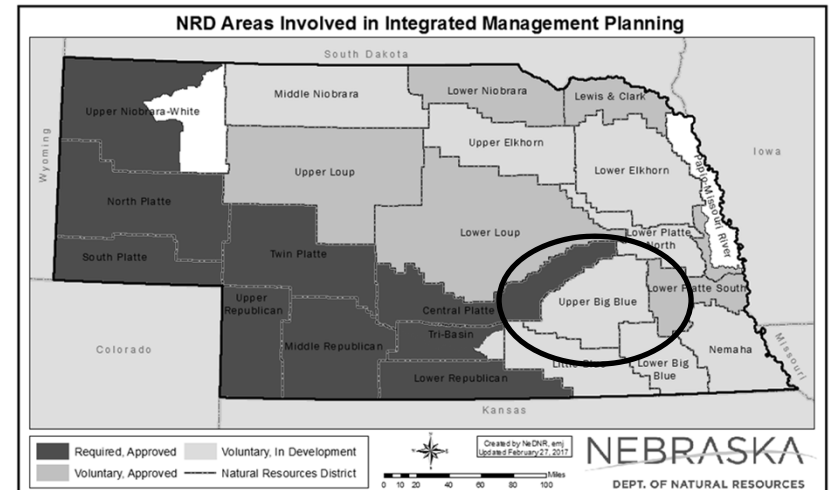 NRD Areas Involved in Integrated Management Planning
South Dakota
Wyoming
Iowa
Colorado
Kansas
Missouri
Upper Niobrara-White
Middle Niobrara
Lower Niobrara
Lewis & Clark
Upper Elkhorn
Lower Elkhorn
Papio-Missouri River
Upper Loup
North Platte
Lower Loup
Lower Platte
North
South Platte
Twin Platte
Lower Platte South
Upper
Republican
Central Platte
Upper Big Blue
Tri-Basin
Middle Republican
Nemaha
Little Blue
Lower Big
Blue
Lower Republican
Required, Approved
Voluntary, In Development
Voluntary, Approved
Natural Resources District
Created by NeDNR, emj
Updated February 27, 2017
Miles
0 10 20 40 60 80 100
NEBRASKA
DEPT. OF NATURAL RESOURCES